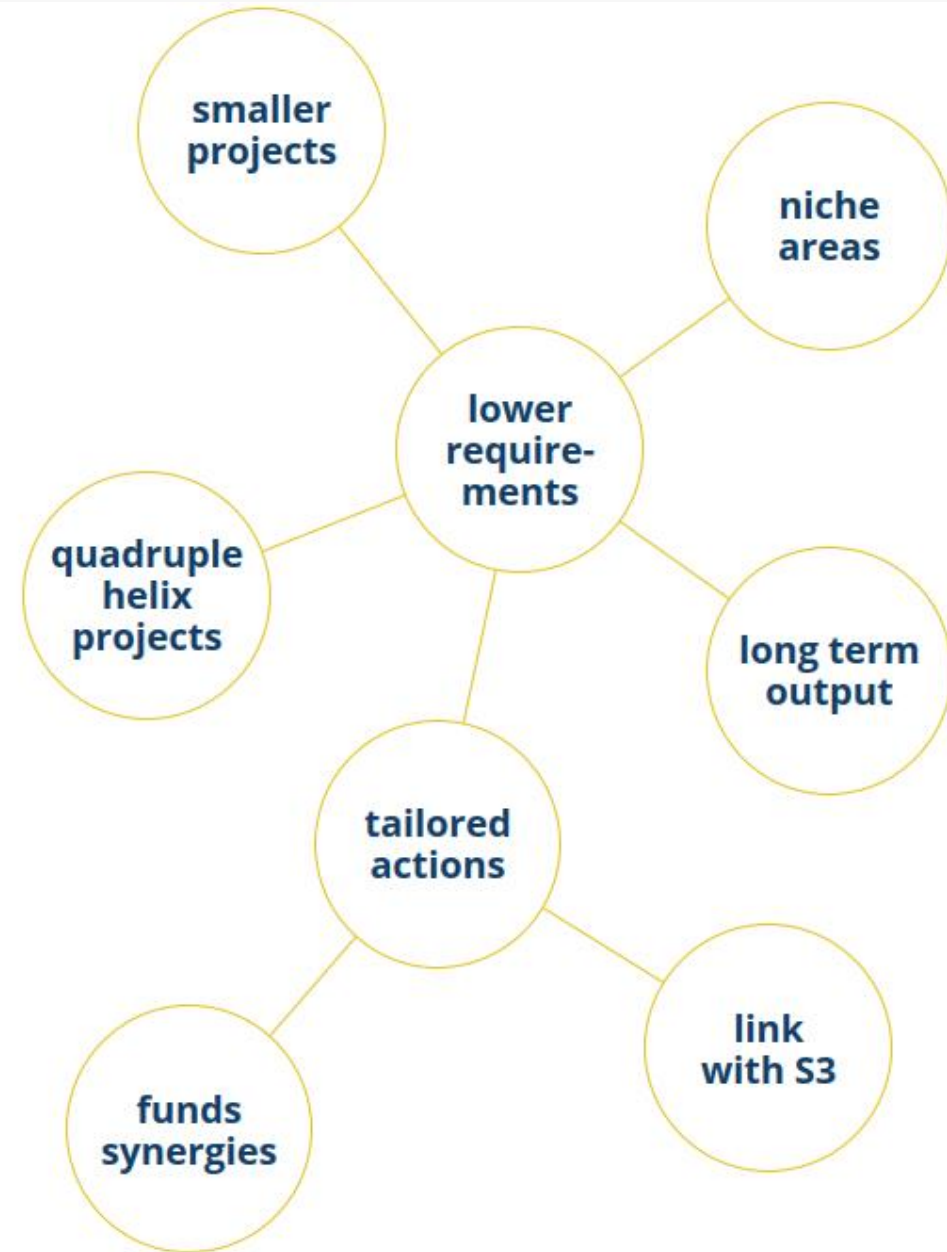 smaller
projects
niche
areas
lower
require-
ments
quadruple
helix
projects
long term
output
tailored
actions
link
with S3
funds
synergies